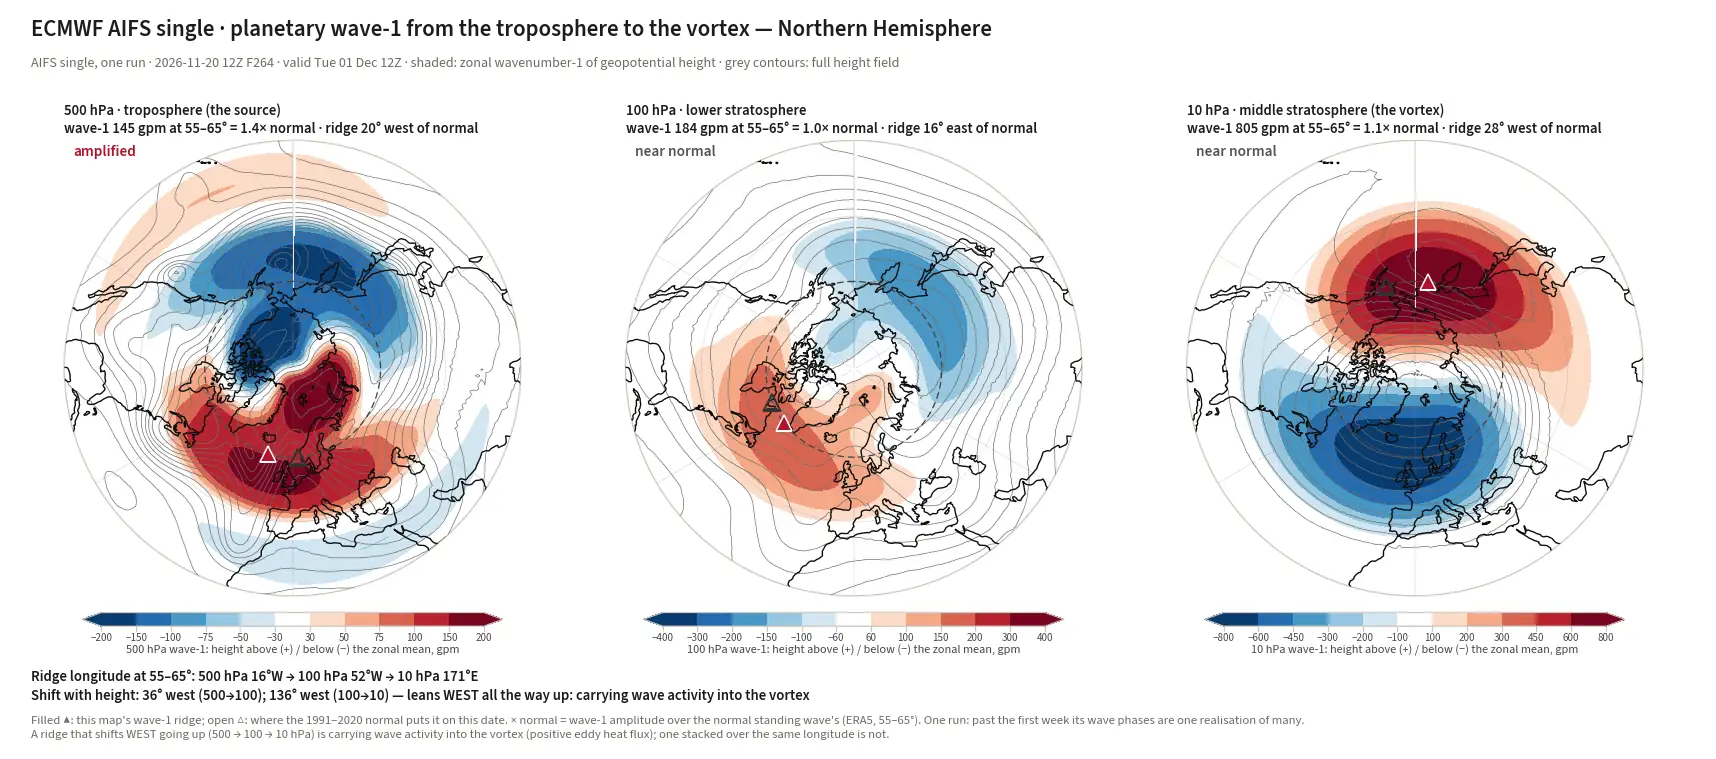 ECMWF AIFS single · planetary wave-1 from the troposphere to the vortex — Northern Hemisphere
AIFS single, one run · 2026-11-20 12Z F264 · valid Tue 01 Dec 12Z · shaded: zonal wavenumber-1 of geopotential height · grey contours: full height field
500 hPa · troposphere (the source)
wave-1 145 gpm at 55–65° = 1.4× normal · ridge 20° west of normal
amplified
100 hPa · lower stratosphere
wave-1 184 gpm at 55–65° = 1.0× normal · ridge 16° east of normal
near normal
10 hPa · middle stratosphere (the vortex)
wave-1 805 gpm at 55–65° = 1.1× normal · ridge 28° west of normal
near normal
−200 −150 −100 −75 −50 −30 30 50 75 100 150 200
500 hPa wave-1: height above (+) / below (−) the zonal mean, gpm
−400 −300 −200 −150 −100 −60 60 100 150 200 300 400
100 hPa wave-1: height above (+) / below (−) the zonal mean, gpm
−800 −600 −450 −300 −200 −100 100 200 300 450 600 800
10 hPa wave-1: height above (+) / below (−) the zonal mean, gpm
Ridge longitude at 55–65°: 500 hPa 16°W → 100 hPa 52°W → 10 hPa 171°E
Shift with height: 36° west (500→100); 136° west (100→10) — leans WEST all the way up: carrying wave activity into the vortex
Filled ▲: this map's wave-1 ridge; open △: where the 1991–2020 normal puts it on this date. × normal = wave-1 amplitude over the normal standing wave's (ERA5, 55–65°). One run: past the first week its wave phases are one realisation of many.
A ridge that shifts WEST going up (500 → 100 → 10 hPa) is carrying wave activity into the vortex (positive eddy heat flux); one stacked over the same longitude is not.